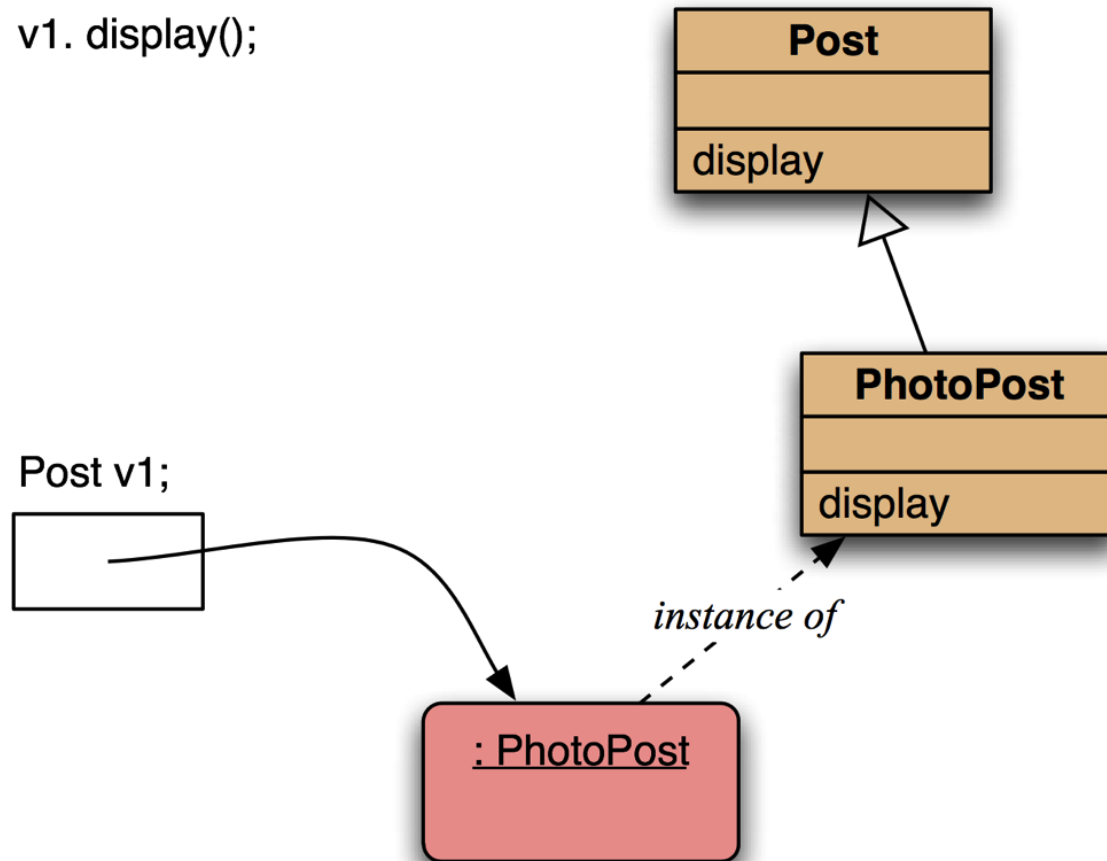 v1. display();
Post
display
PhotoPost
display
Post v1;
instance of
: PhotoPost